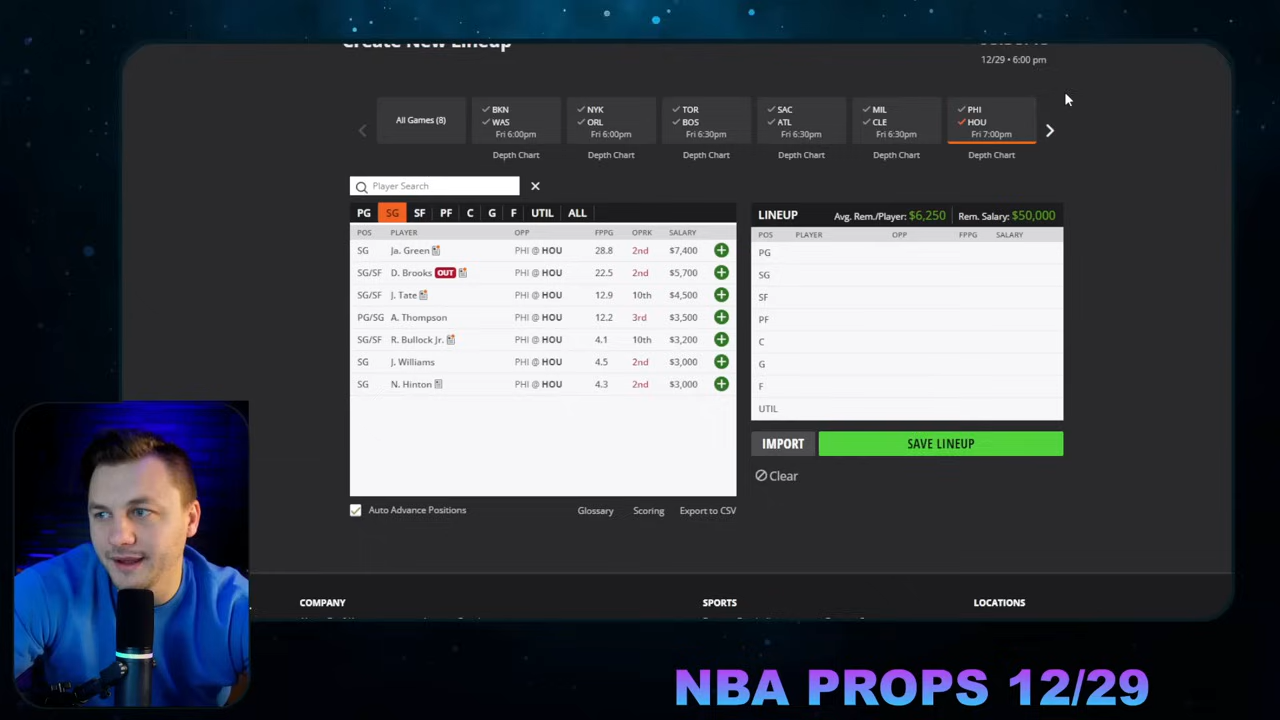 Create New Lineup
12/29 • 6:00 pm
All Games (8)
BKN
WAS
Fri 6:00pm
Depth Chart
NYK
ORL
Fri 6:00pm
Depth Chart
TOR
BOS
Fri 6:30pm
Depth Chart
SAC
ATL
Fri 6:30pm
Depth Chart
MIL
CLE
Fri 6:30pm
Depth Chart
PHI
HOU
Fri 7:00pm
Depth Chart
Player Search
PG SG SF PF C G F UTIL ALL
POS PLAYER OPP FPPG OPRK SALARY
SG Ja. Green PHI @ HOU 28.8 2nd $7,400
SG/SF D. Brooks OUT PHI @ HOU 22.5 2nd $5,700
SG/SF J. Tate PHI @ HOU 12.9 10th $4,500
PG/SG A. Thompson PHI @ HOU 12.2 3rd $3,500
SG/SF R. Bullock Jr. PHI @ HOU 4.1 10th $3,200
SG J. Williams PHI @ HOU 4.5 2nd $3,000
SG N. Hinton PHI @ HOU 4.3 2nd $3,000
Auto Advance Positions Glossary Scoring Export to CSV
LINEUP Avg. Rem./Player: $6,250 Rem. Salary: $50,000
POS PLAYER OPP FPPG SALARY
PG
SG
SF
PF
C
G
F
UTIL
IMPORT SAVE LINEUP
Clear
COMPANY SPORTS LOCATIONS
NBA PROPS 12/29